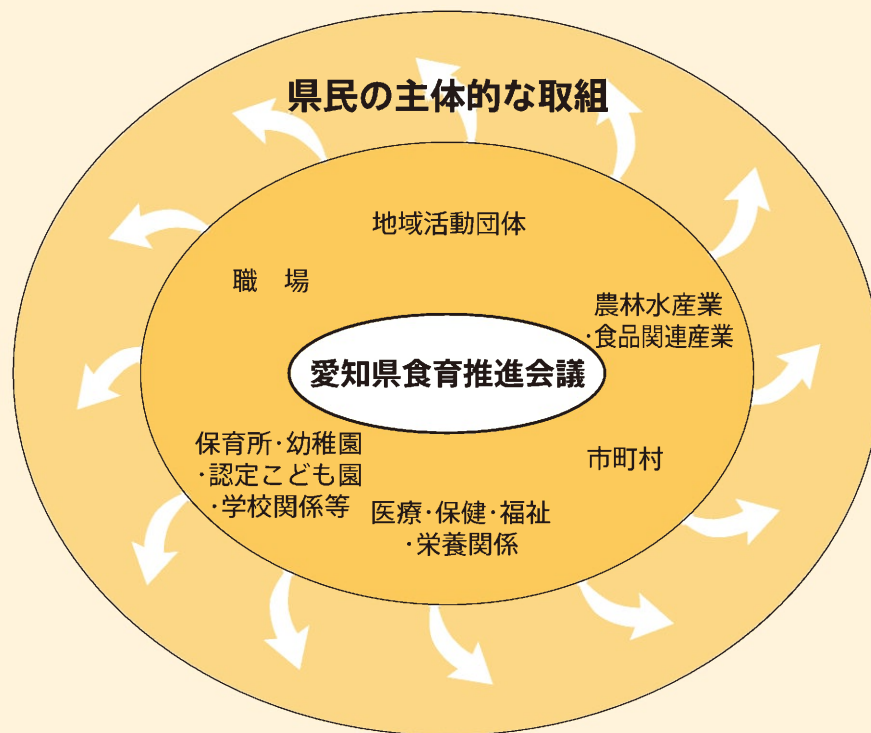 県民の主体的な取組
地域活動団体
職　場
農林水産業
・食品関連産業
愛知県食育推進会議
保育所・幼稚園
・認定こども園
・学校関係等
市町村
医療・保健・福祉
・栄養関係